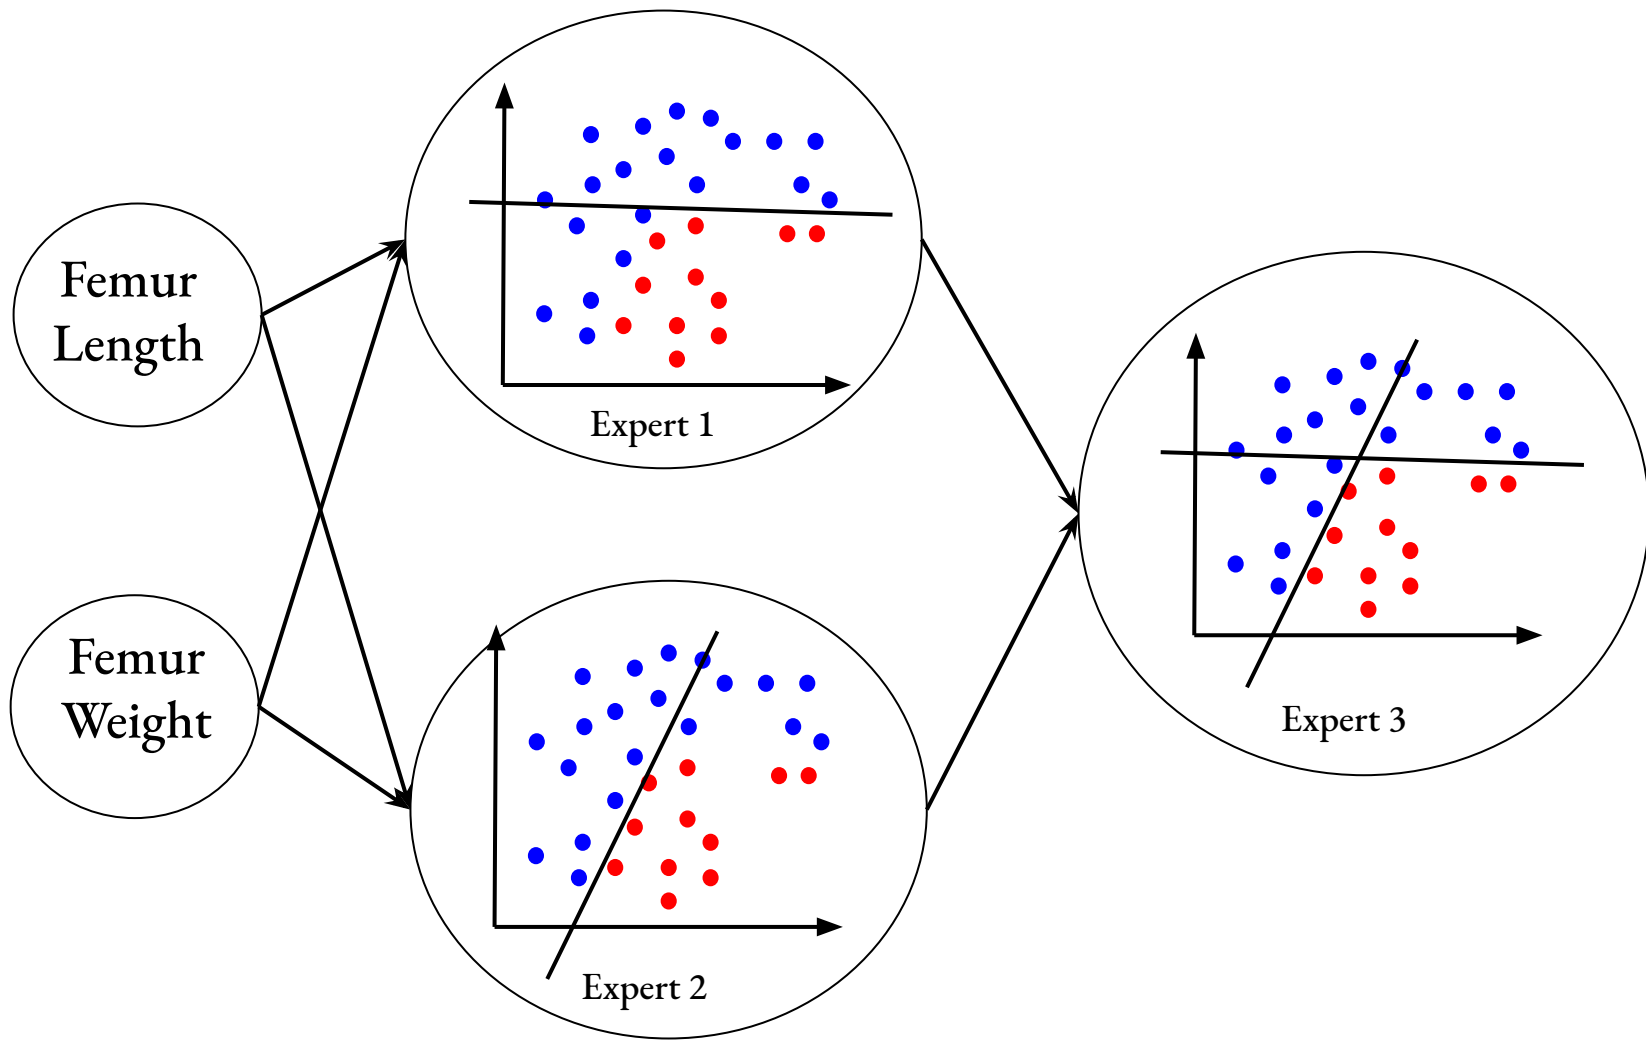 Femur
Length
Femur
Weight
Expert 1
Expert 2
Expert 3